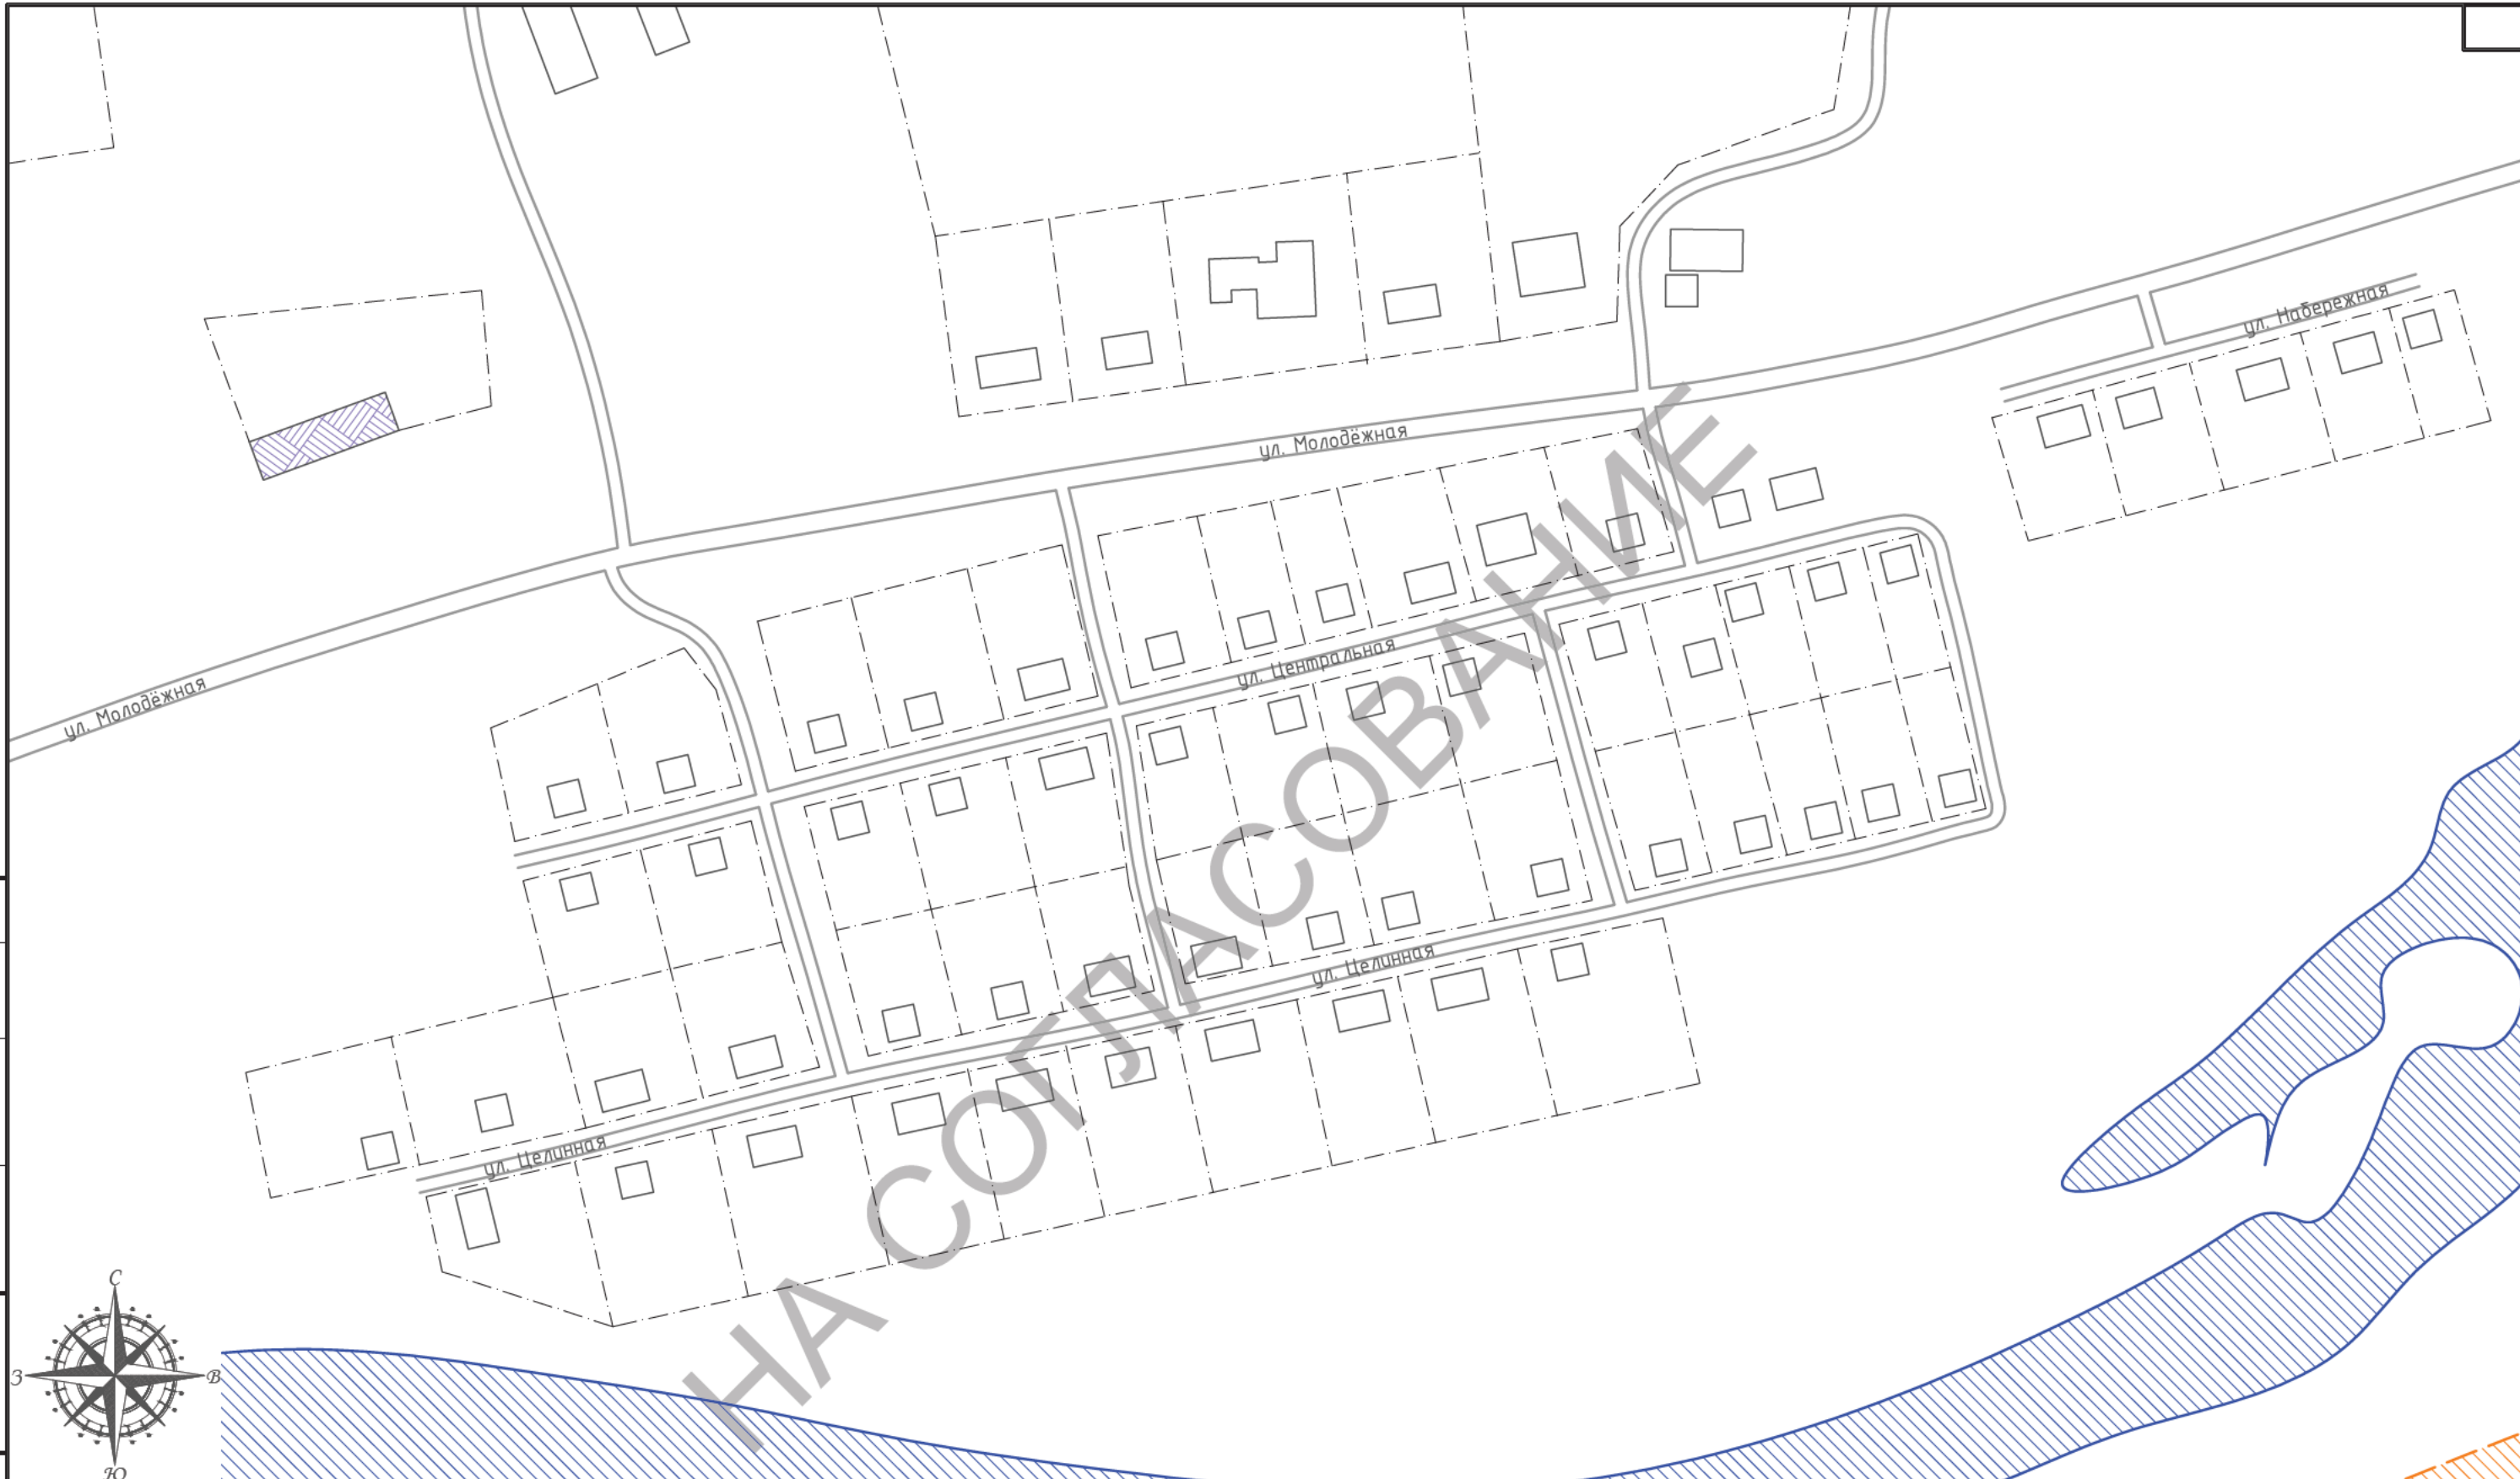 ул. Набережная
ул. Молодёжная
ул. Центральная
ул. Молодёжная
ул. Целинная
ул. Целинная
НА СОГЛАСОВАНИЕ
С
З
В
Ю